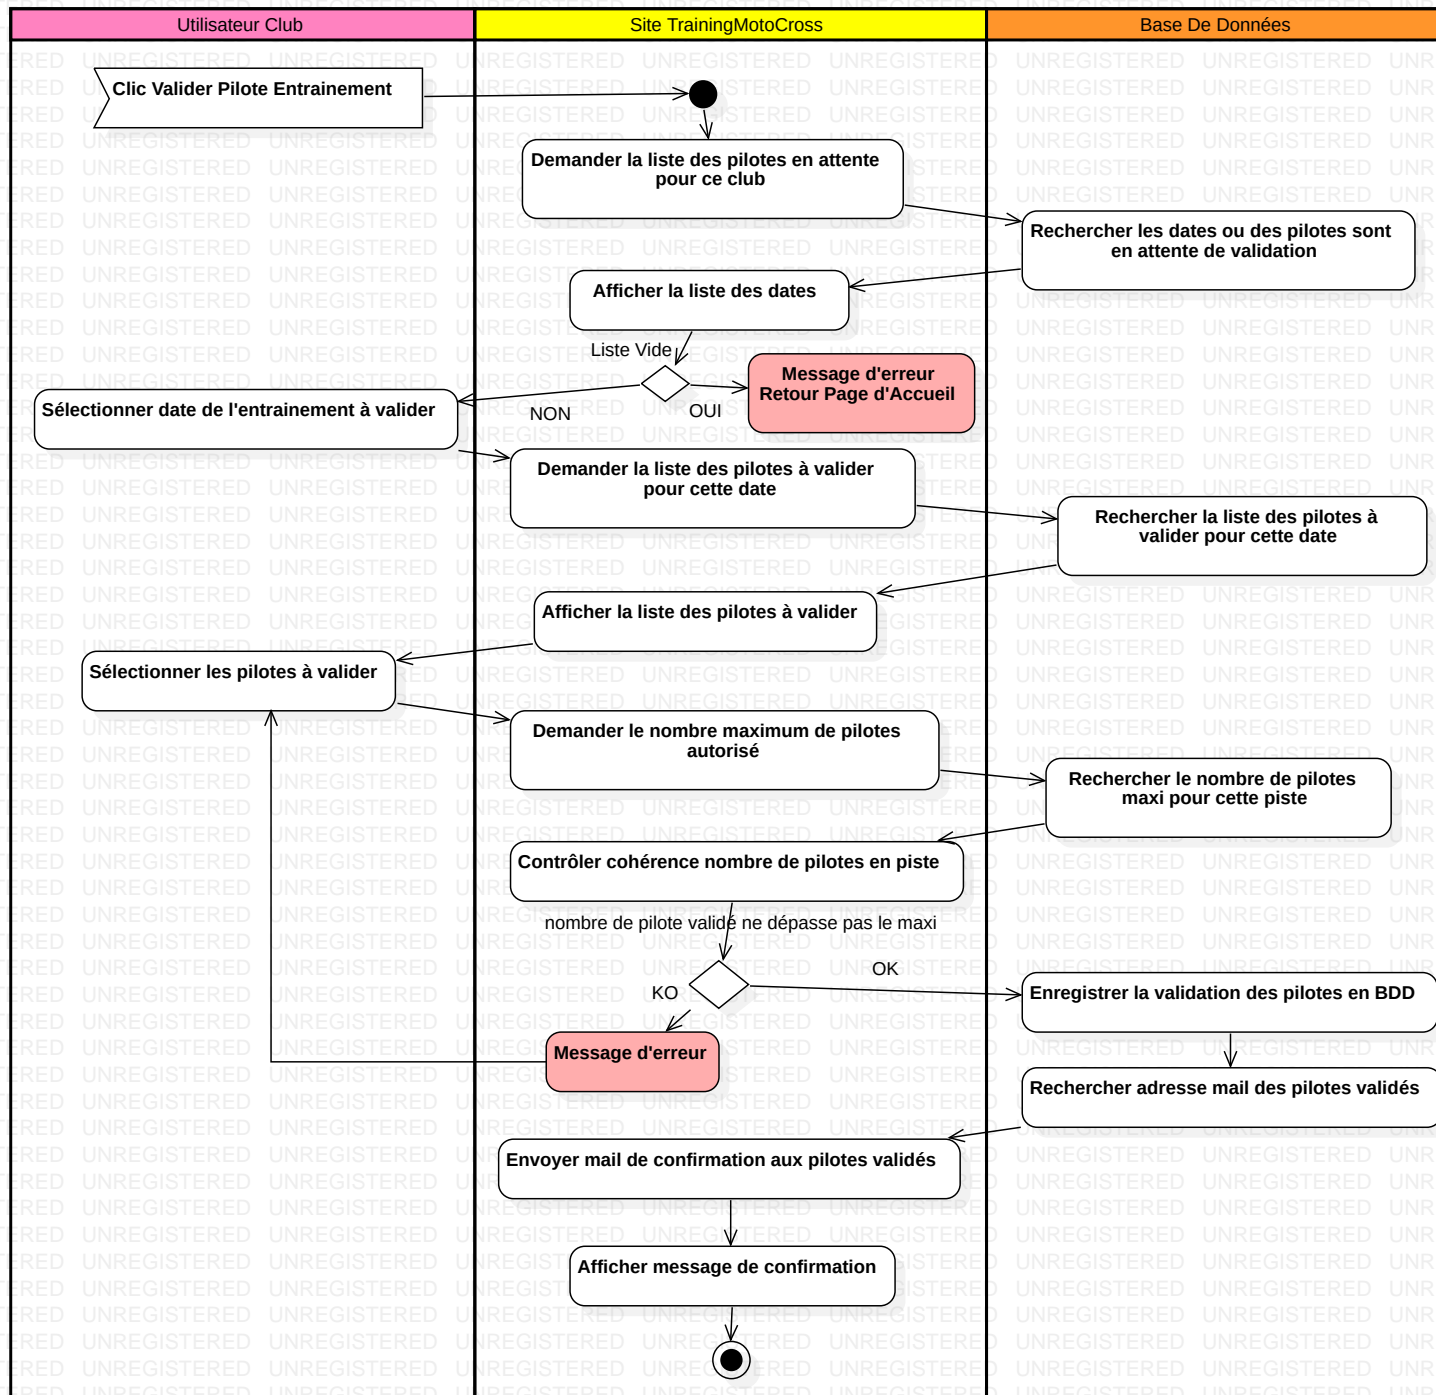 Utilisateur Club
Site TrainingMotoCross
Base De Données
Clic Valider Pilote Entrainement
Demander la liste des pilotes en attente
pour ce club
Rechercher les dates ou des pilotes sont
en attente de validation
Afficher la liste des dates
Liste Vide
Message d'erreur
Retour Page d'Accueil
OUI
NON
Sélectionner date de l'entrainement à valider
Demander la liste des pilotes à valider
pour cette date
Rechercher la liste des pilotes à
valider pour cette date
Afficher la liste des pilotes à valider
Sélectionner les pilotes à valider
Demander le nombre maximum de pilotes
autorisé
Rechercher le nombre de pilotes
maxi pour cette piste
Contrôler cohérence nombre de pilotes en piste
nombre de pilote validé ne dépasse pas le maxi
OK
KO
Enregistrer la validation des pilotes en BDD
Message d'erreur
Rechercher adresse mail des pilotes validés
Envoyer mail de confirmation aux pilotes validés
Afficher message de confirmation
UNREGISTERED